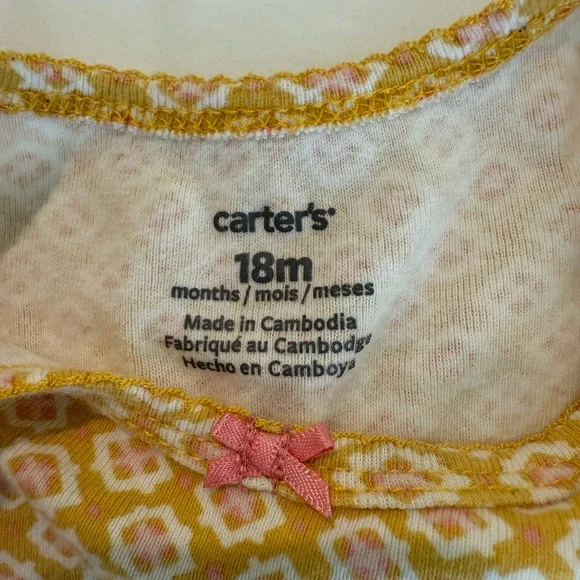 carter's
18m
months / mois / meses
Made in Cambodia
Fabriqué au Cambodge
Hecho en Camboya